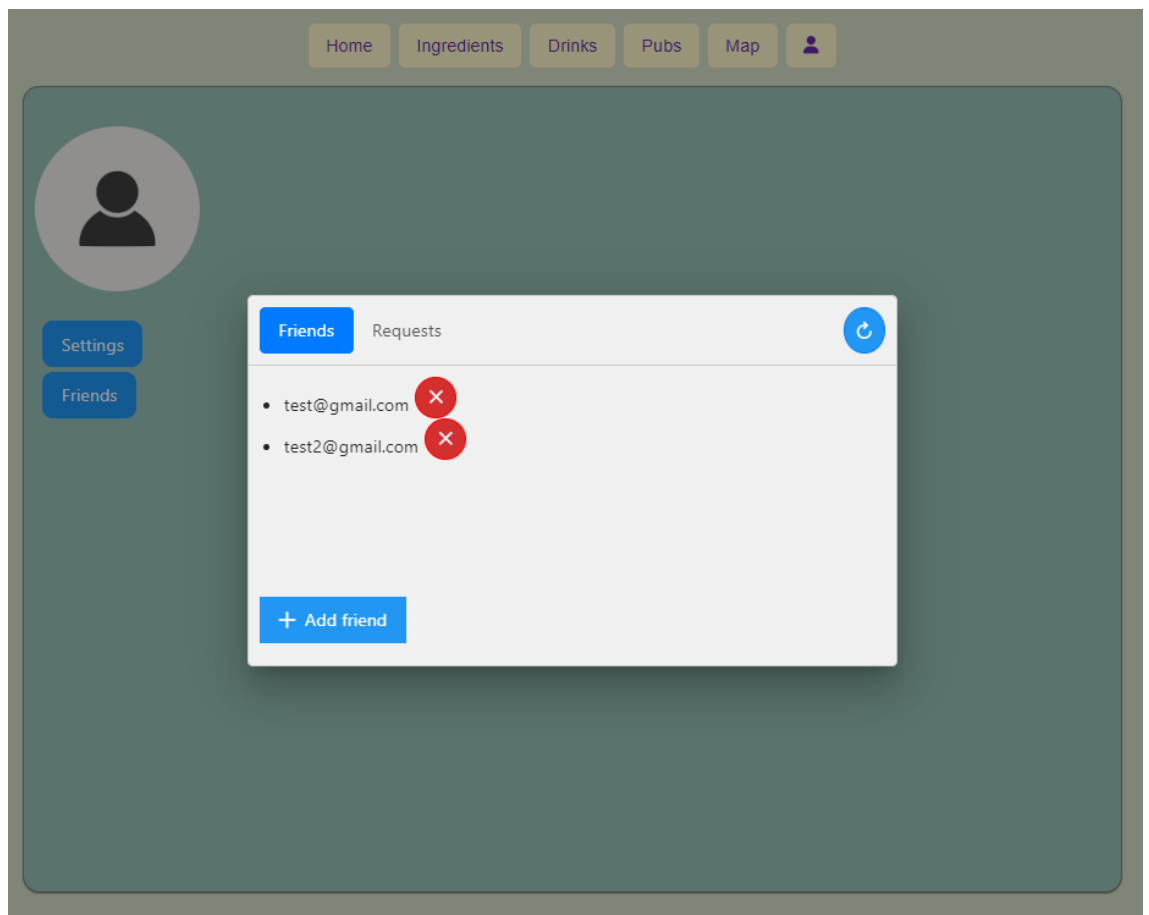 Home Ingredients Drinks Pubs Map
Friends Requests
Settings
Friends
test@gmail.com
test2@gmail.com
Add friend